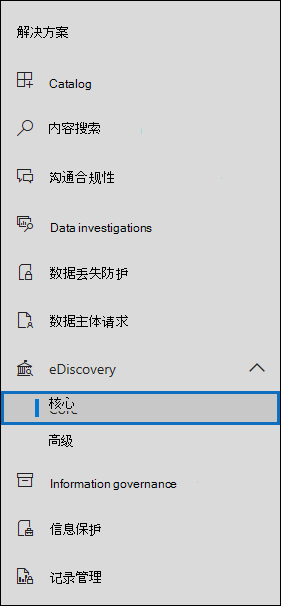 解决方案
Catalog
内容搜索
沟通合规性
Data investigations
数据丢失防护
数据主体请求
eDiscovery
核心
高级
Information governance
信息保护
记录管理